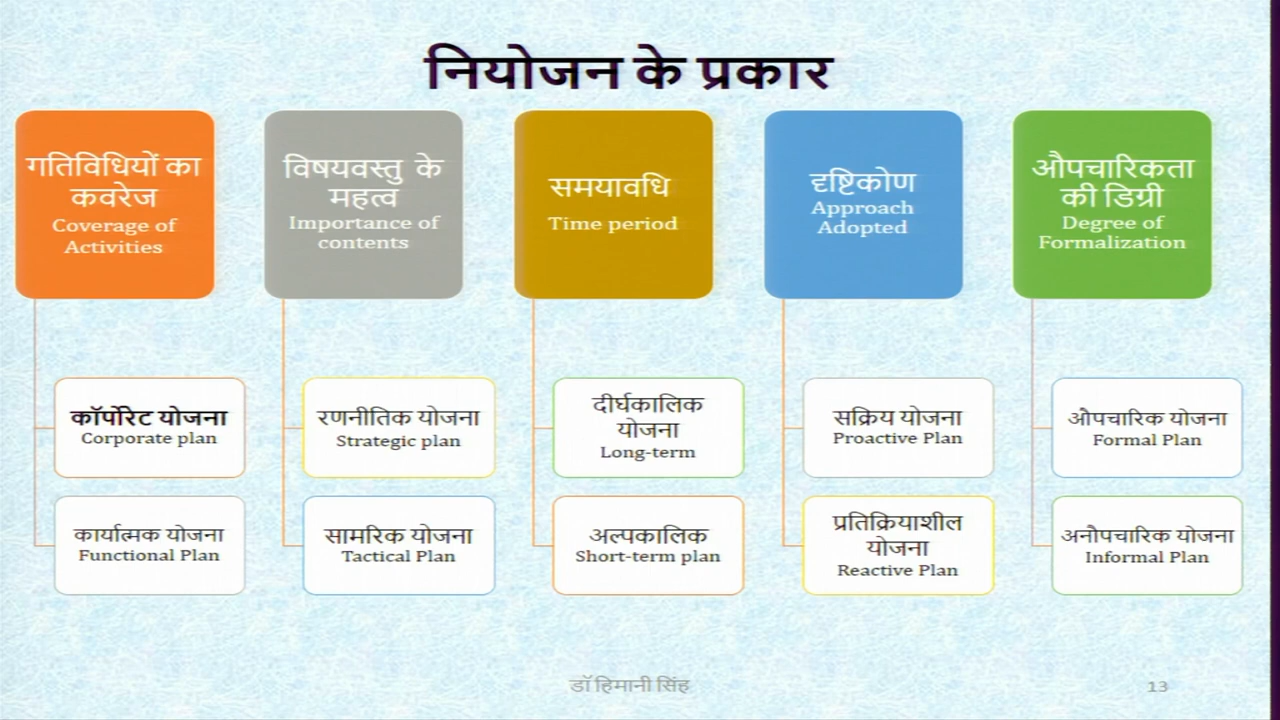 नियोजन के प्रकार
गतिविधियों का
कवरेज
Coverage of
Activities
कॉर्पोरेट योजना
Corporate plan
कार्यात्मक योजना
Functional Plan
विषयवस्तु के
महत्व
Importance of
contents
रणनीतिक योजना
Strategic plan
सामरिक योजना
Tactical Plan
समयावधि
Time period
दीर्घकालिक
योजना
Long-term
अल्पकालिक
Short-term plan
दृष्टिकोण
Approach
Adopted
सक्रिय योजना
Proactive Plan
प्रतिक्रियाशील
योजना
Reactive Plan
औपचारिकता
की डिग्री
Degree of
Formalization
औपचारिक योजना
Formal Plan
अनौपचारिक योजना
Informal Plan
डॉ हिमानी सिंह
13